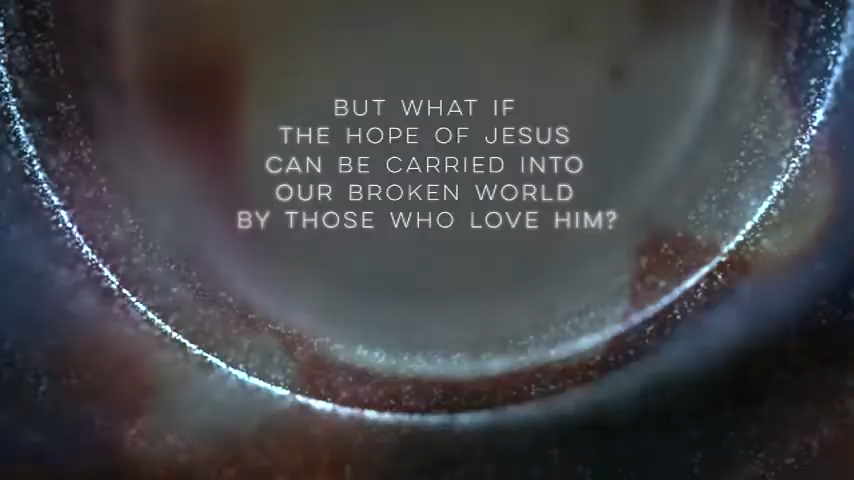 BUT WHAT IF
THE HOPE OF JESUS
CAN BE CARRIED INTO
OUR BROKEN WORLD
BY THOSE WHO LOVE HIM?